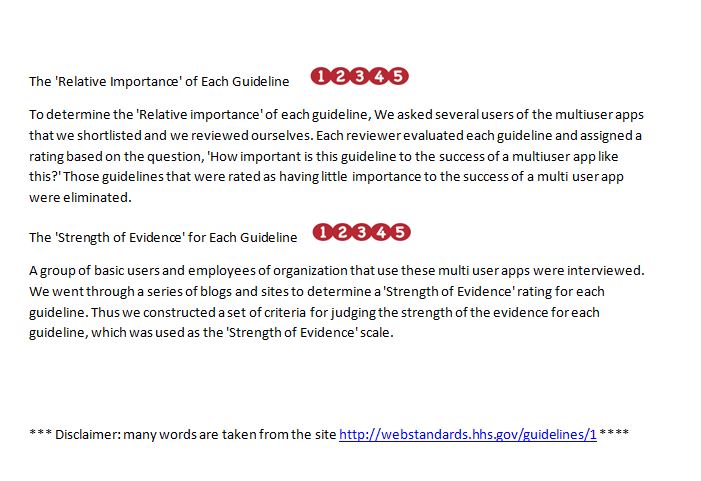 The 'Relative Importance' of Each Guideline 1 2 3 4 5
To determine the 'Relative importance' of each guideline, We asked several users of the multiuser apps
that we shortlisted and we reviewed ourselves. Each reviewer evaluated each guideline and assigned a
rating based on the question, 'How important is this guideline to the success of a multiuser app like
this?' Those guidelines that were rated as having little importance to the success of a multi user app
were eliminated.
The 'Strength of Evidence' for Each Guideline 1 2 3 4 5
A group of basic users and employees of organization that use these multi user apps were interviewed.
We went through a series of blogs and sites to determine a 'Strength of Evidence' rating for each
guideline. Thus we constructed a set of criteria for judging the strength of the evidence for each
guideline, which was used as the 'Strength of Evidence' scale.
*** Disclaimer: many words are taken from the site http://webstandards.hhs.gov/guidelines/1 ****